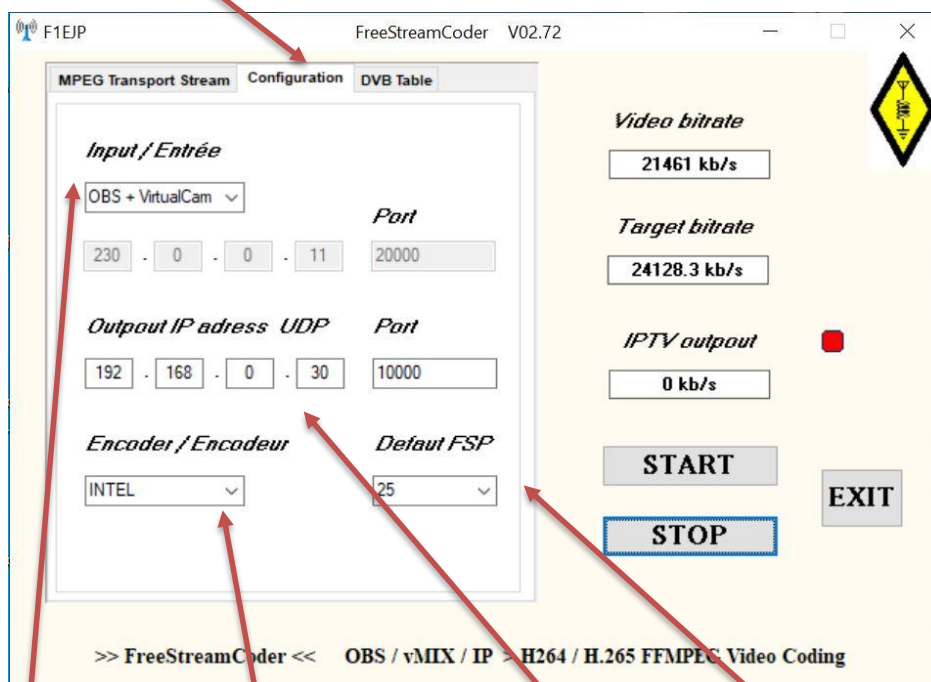 F1EJP FreeStreamCoder V02.72
MPEG Transport Stream Configuration DVB Table
Input / Entrée
OBS + VirtualCam
Port
230 . 0 . 0 . 11 20000
Outpout IP adress UDP Port
192 . 168 . 0 . 30 10000
Encoder / Encodeur Defaut FSP
INTEL 25
Video bitrate
21461 kb/s
Target bitrate
24128.3 kb/s
IPTV outpout
0 kb/s
START
STOP
EXIT
>> FreeStreamCoder << OBS / vMIX / IP > H264 / H.265 FFMPEG Video Coding